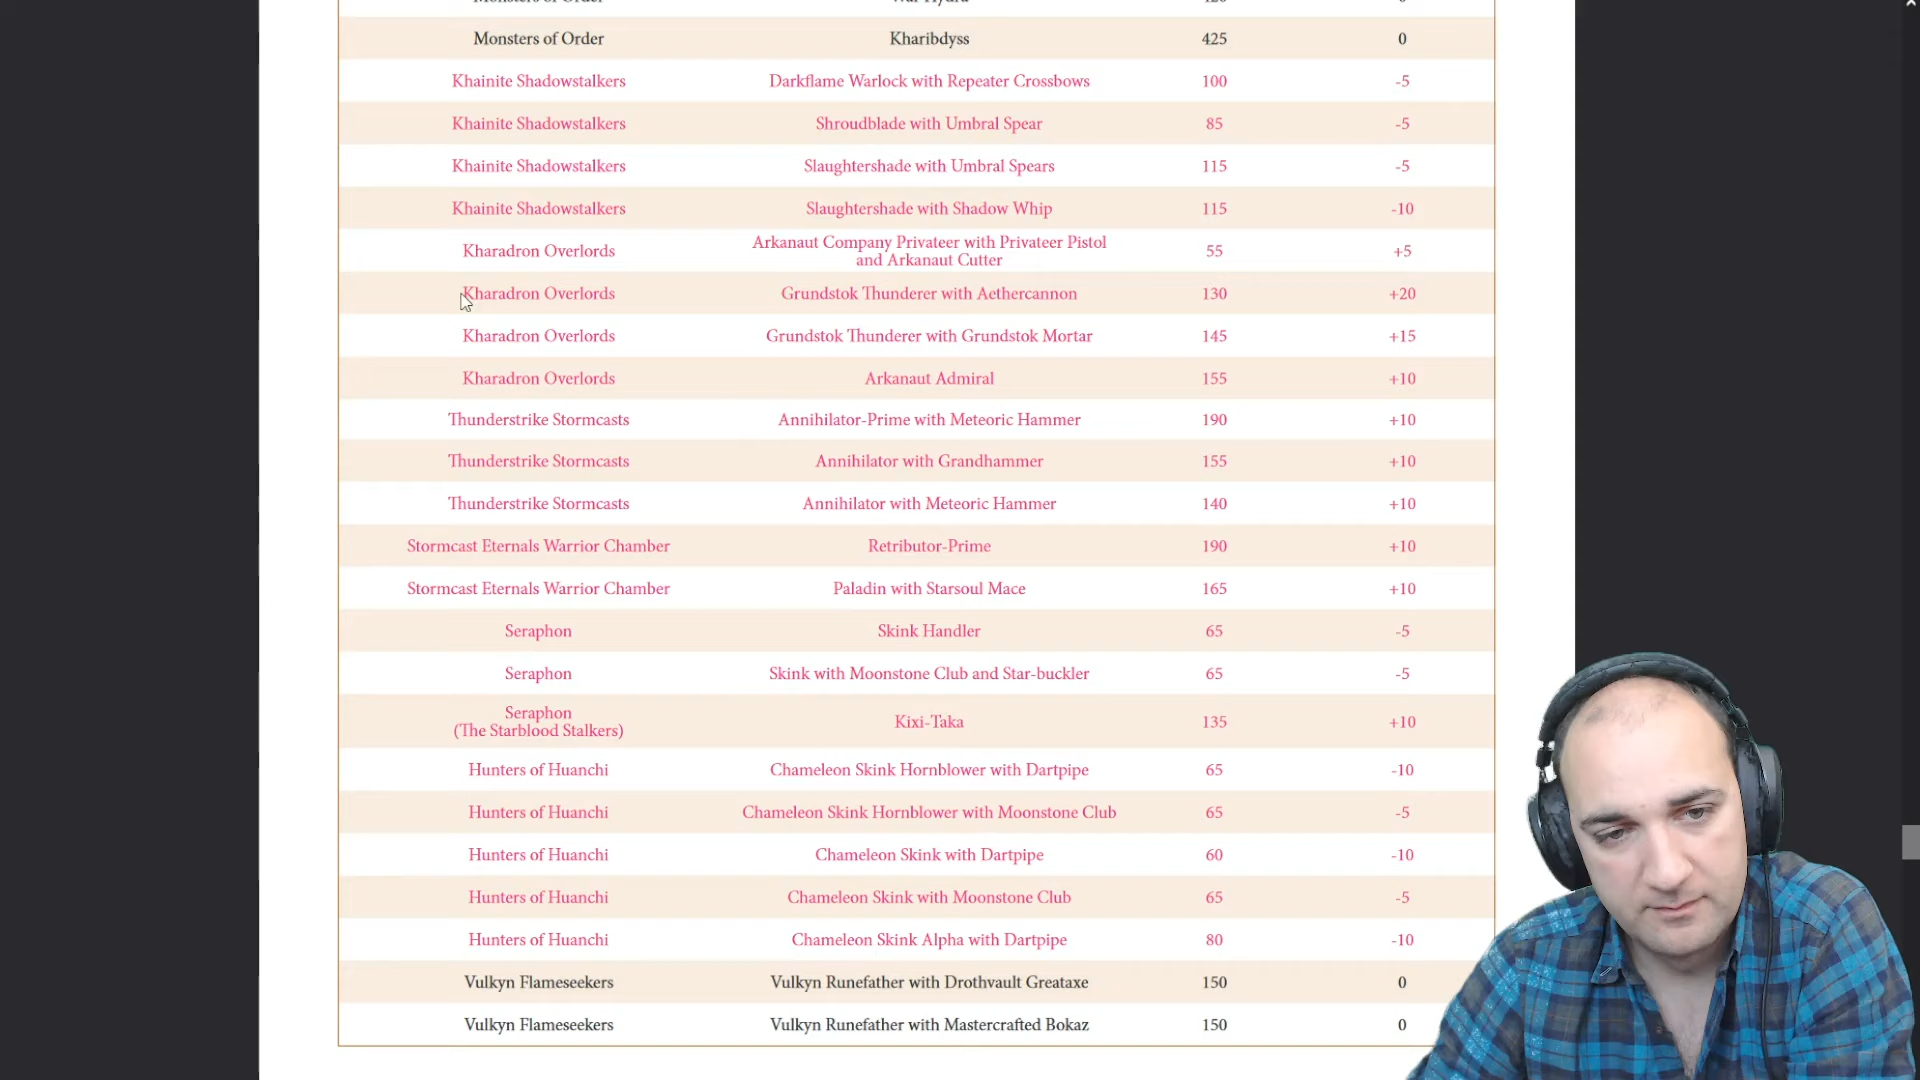 Monsters of Order War Hydra 420 0
Monsters of Order Kharibdyss 425 0
Khainite Shadowstalkers Darkflame Warlock with Repeater Crossbows 100 -5
Khainite Shadowstalkers Shroudblade with Umbral Spear 85 -5
Khainite Shadowstalkers Slaughtershade with Umbral Spears 115 -5
Khainite Shadowstalkers Slaughtershade with Shadow Whip 115 -10
Kharadron Overlords Arkanaut Company Privateer with Privateer Pistol
and Arkanaut Cutter 55 +5
Kharadron Overlords Grundstok Thunderer with Aethercannon 130 +20
Kharadron Overlords Grundstok Thunderer with Grundstok Mortar 145 +15
Kharadron Overlords Arkanaut Admiral 155 +10
Thunderstrike Stormcasts Annihilator-Prime with Meteoric Hammer 190 +10
Thunderstrike Stormcasts Annihilator with Grandhammer 155 +10
Thunderstrike Stormcasts Annihilator with Meteoric Hammer 140 +10
Stormcast Eternals Warrior Chamber Retributor-Prime 190 +10
Stormcast Eternals Warrior Chamber Paladin with Starsoul Mace 165 +10
Seraphon Skink Handler 65 -5
Seraphon Skink with Moonstone Club and Star-buckler 65 -5
Seraphon
(The Starblood Stalkers) Kixi-Taka 135 +10
Hunters of Huanchi Chameleon Skink Hornblower with Dartpipe 65 -10
Hunters of Huanchi Chameleon Skink Hornblower with Moonstone Club 65 -5
Hunters of Huanchi Chameleon Skink with Dartpipe 60 -10
Hunters of Huanchi Chameleon Skink with Moonstone Club 65 -5
Hunters of Huanchi Chameleon Skink Alpha with Dartpipe 80 -10
Vulkyn Flameseekers Vulkyn Runefather with Drothvault Greataxe 150 0
Vulkyn Flameseekers Vulkyn Runefather with Mastercrafted Bokaz 150 0